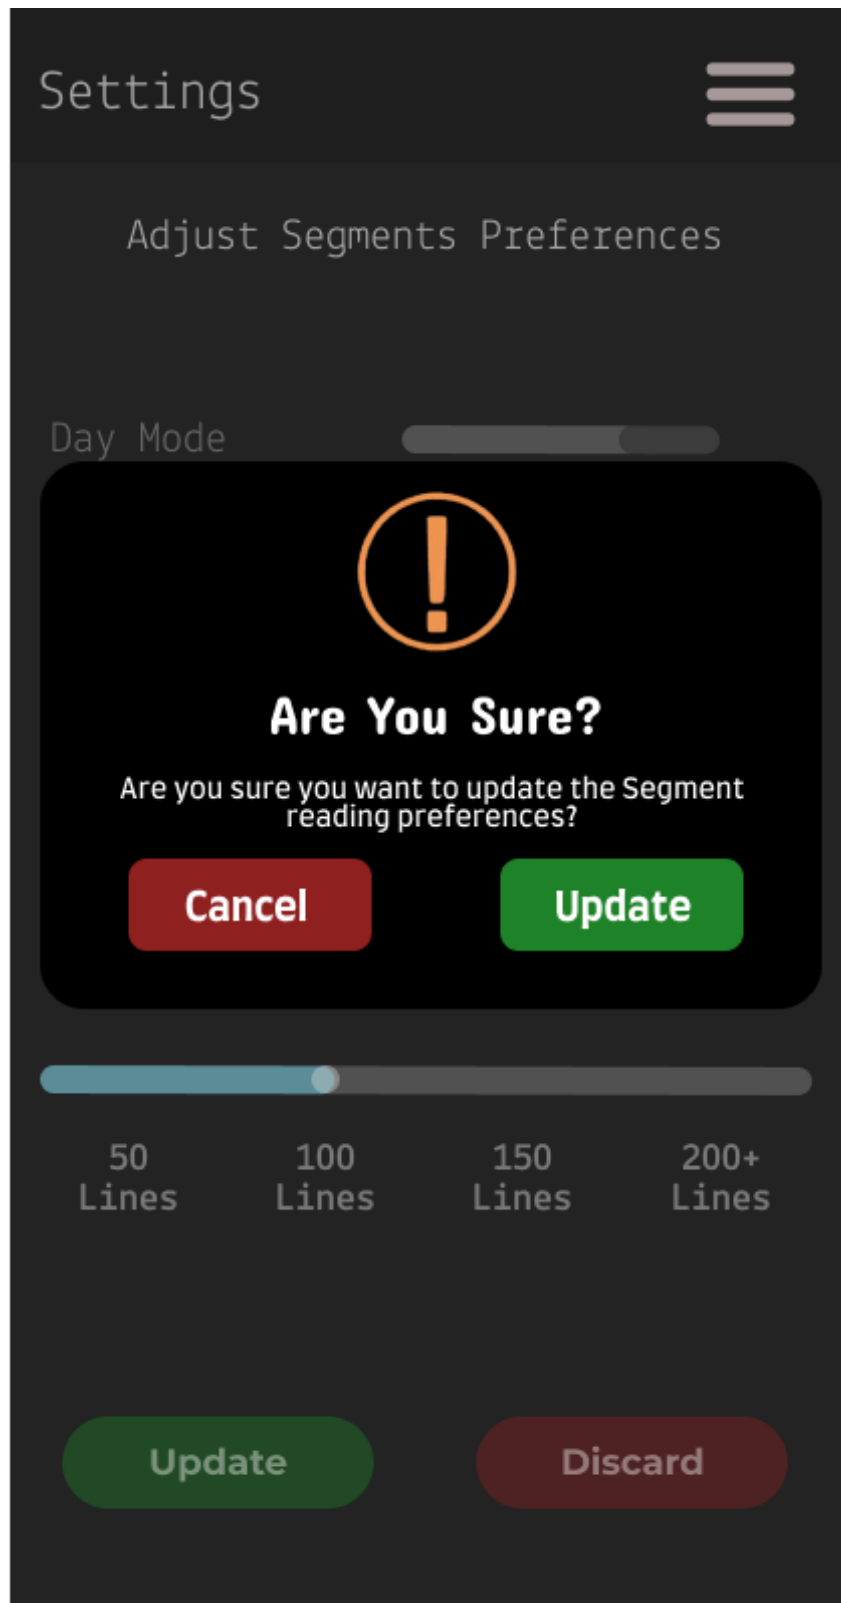 Settings
Adjust Segments Preferences
Day Mode
!
Are You Sure?
Are you sure you want to update the Segment
reading preferences?
Cancel Update
50 100 150 200+
Lines Lines Lines Lines
Update Discard